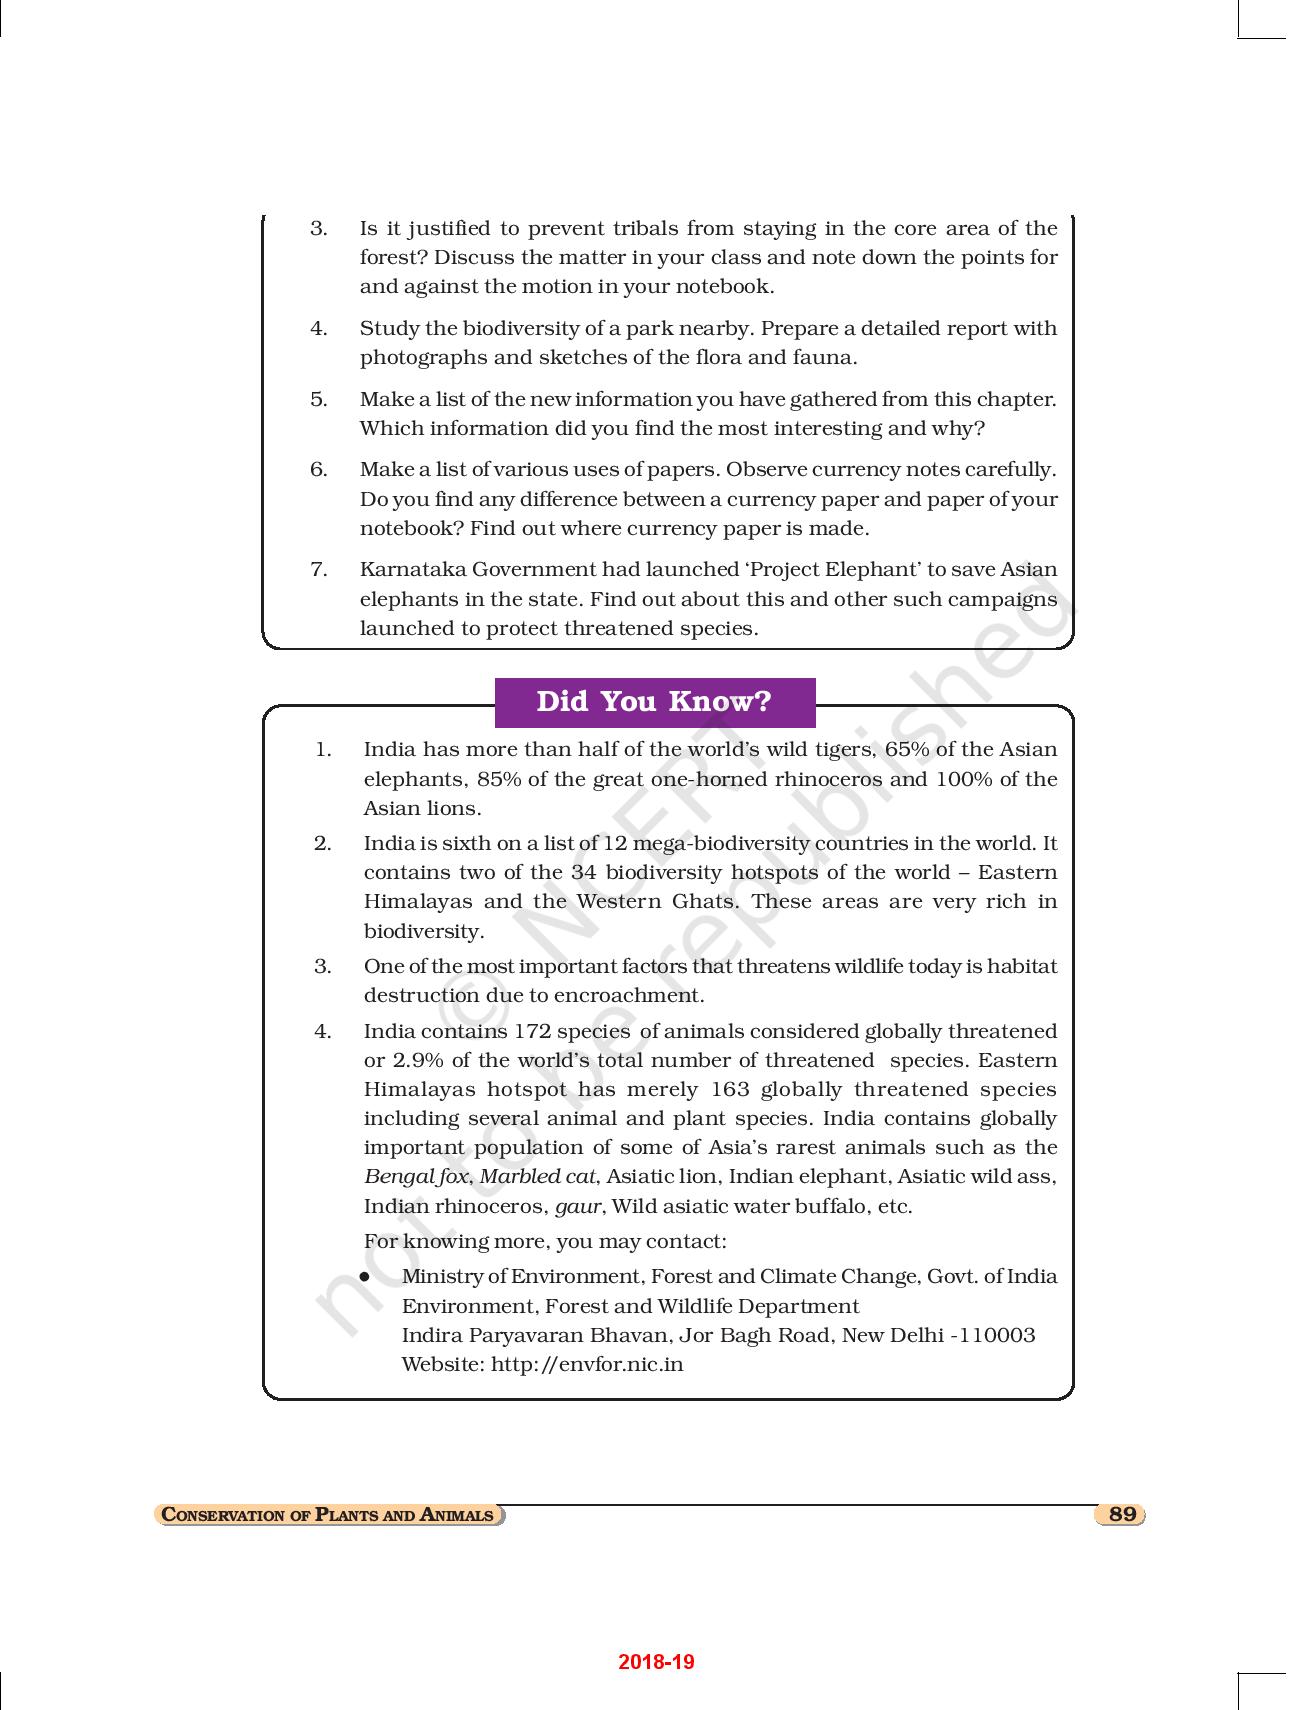 3. Is it justified to prevent tribals from staying in the core area of the
forest? Discuss the matter in your class and note down the points for
and against the motion in your notebook.
4. Study the biodiversity of a park nearby. Prepare a detailed report with
photographs and sketches of the flora and fauna.
5. Make a list of the new information you have gathered from this chapter.
Which information did you find the most interesting and why?
6. Make a list of various uses of papers. Observe currency notes carefully.
Do you find any difference between a currency paper and paper of your
notebook? Find out where currency paper is made.
7. Karnataka Government had launched ‘Project Elephant’ to save Asian
elephants in the state. Find out about this and other such campaigns
launched to protect threatened species.
Did You Know?
1. India has more than half of the world’s wild tigers, 65% of the Asian
elephants, 85% of the great one-horned rhinoceros and 100% of the
Asian lions.
2. India is sixth on a list of 12 mega-biodiversity countries in the world. It
contains two of the 34 biodiversity hotspots of the world – Eastern
Himalayas and the Western Ghats. These areas are very rich in
biodiversity.
3. One of the most important factors that threatens wildlife today is habitat
destruction due to encroachment.
4. India contains 172 species of animals considered globally threatened
or 2.9% of the world’s total number of threatened species. Eastern
Himalayas hotspot has merely 163 globally threatened species
including several animal and plant species. India contains globally
important population of some of Asia’s rarest animals such as the
Bengal fox, Marbled cat, Asiatic lion, Indian elephant, Asiatic wild ass,
Indian rhinoceros, gaur, Wild asiatic water buffalo, etc.
For knowing more, you may contact:
● Ministry of Environment, Forest and Climate Change, Govt. of India
Environment, Forest and Wildlife Department
Indira Paryavaran Bhavan, Jor Bagh Road, New Delhi -110003
Website: http://envfor.nic.in
© NCERT
not to be republished
CONSERVATION OF PLANTS AND ANIMALS
89
2018-19